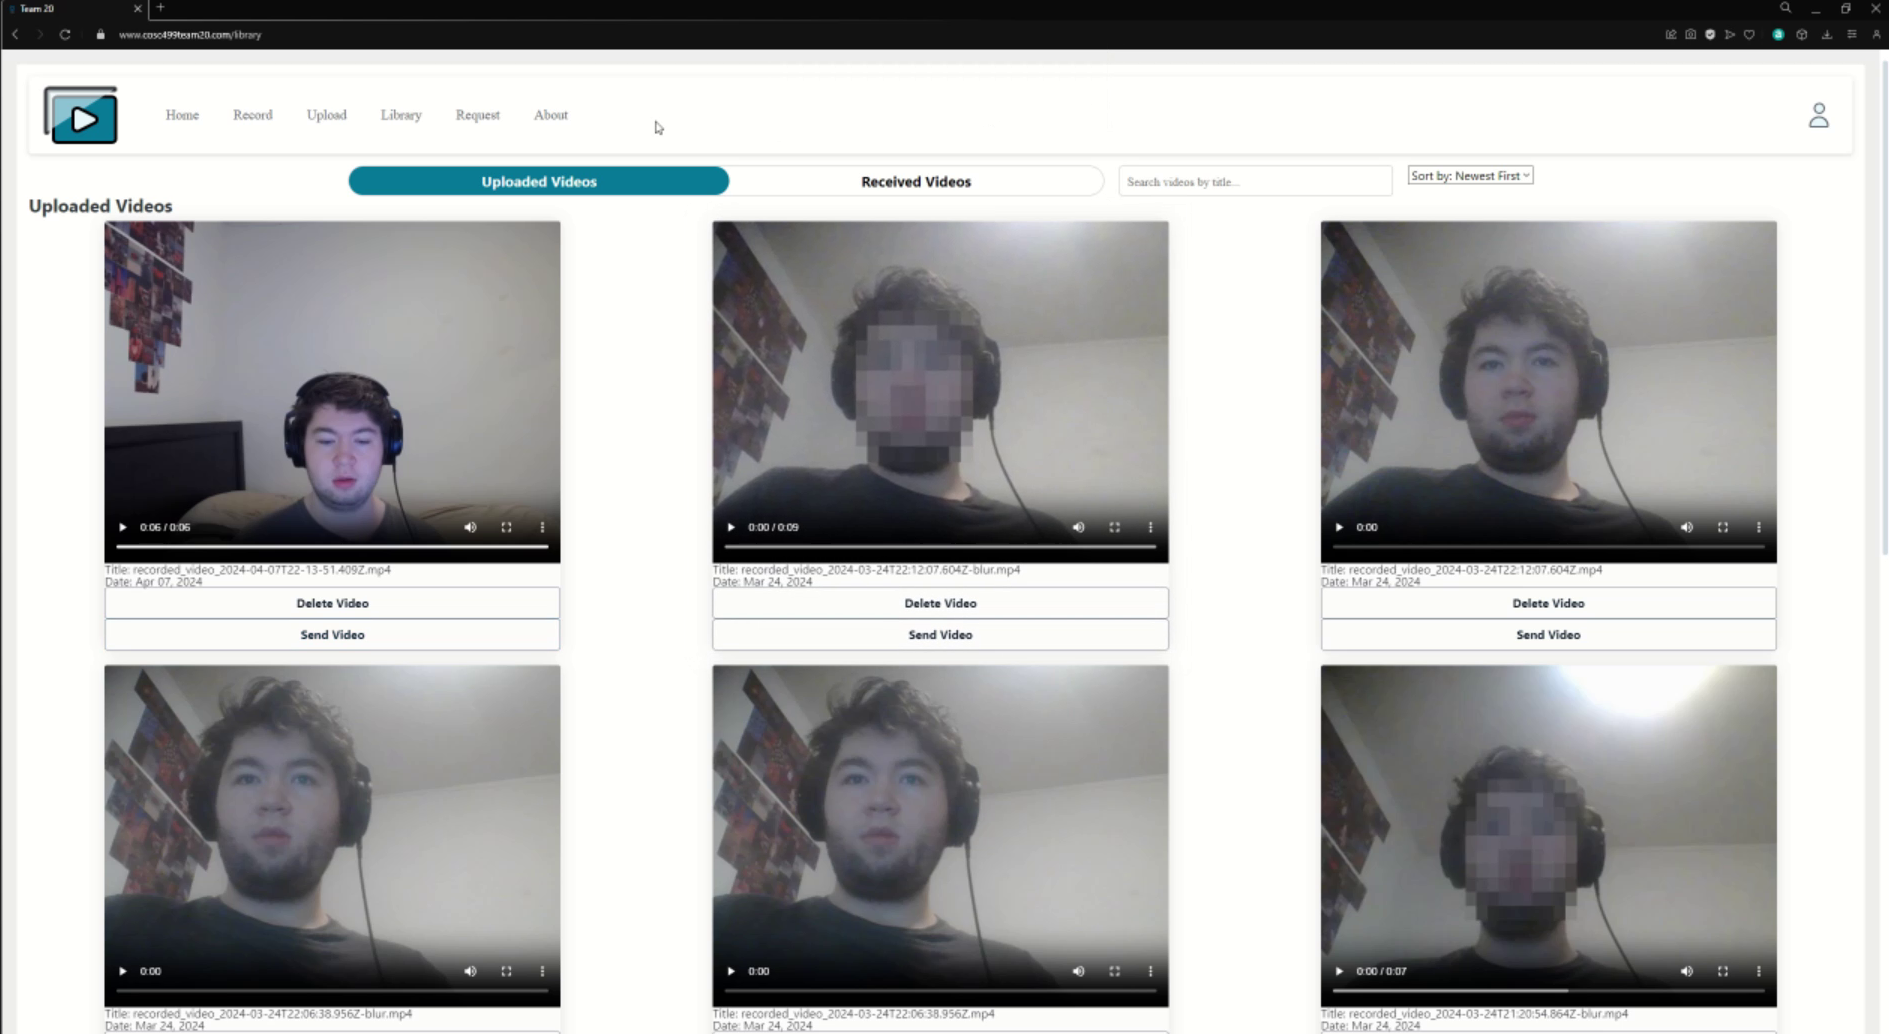 Team 20
www.cosc499team20.com/library
Home Record Upload Library Request About
Uploaded Videos Received Videos Search videos by title... Sort by: Newest First
Uploaded Videos
0:06 / 0:06 0:00 / 0:09 0:00
Title: recorded_video_2024-04-07T22-13-51.409Z.mp4 Title: recorded_video_2024-03-24T22:12:07.604Z-blur.mp4 Title: recorded_video_2024-03-24T22:12:07.604Z.mp4
Date: Apr 07, 2024 Date: Mar 24, 2024 Date: Mar 24, 2024
Delete Video Delete Video Delete Video
Send Video Send Video Send Video
0:00 0:00 0:00 / 0:07
Title: recorded_video_2024-03-24T22:06:38.956Z-blur.mp4 Title: recorded_video_2024-03-24T22:06:38.956Z.mp4 Title: recorded_video_2024-03-24T21:20:54.864Z-blur.mp4
Date: Mar 24, 2024 Date: Mar 24, 2024 Date: Mar 24, 2024